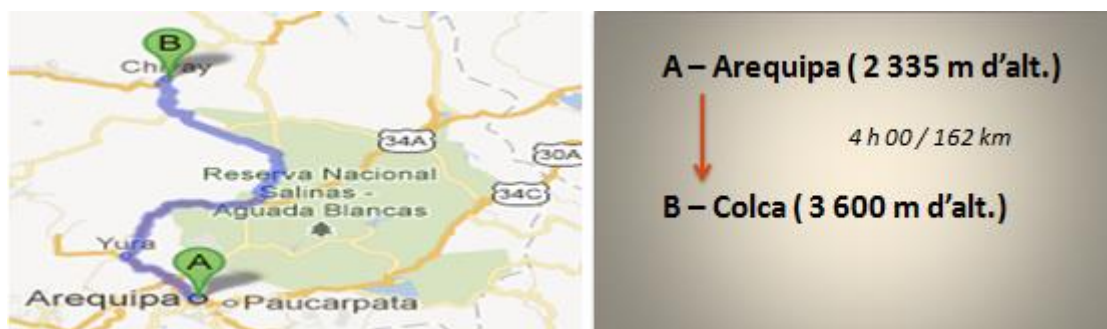 B
Chivay
34A
30A
Reserva Nacional
Salinas -
Aguada Blancas
34C
Yura
A
Arequipa
Paucarpata
A – Arequipa ( 2 335 m d’alt.)
4 h 00 / 162 km
B – Colca ( 3 600 m d’alt.)